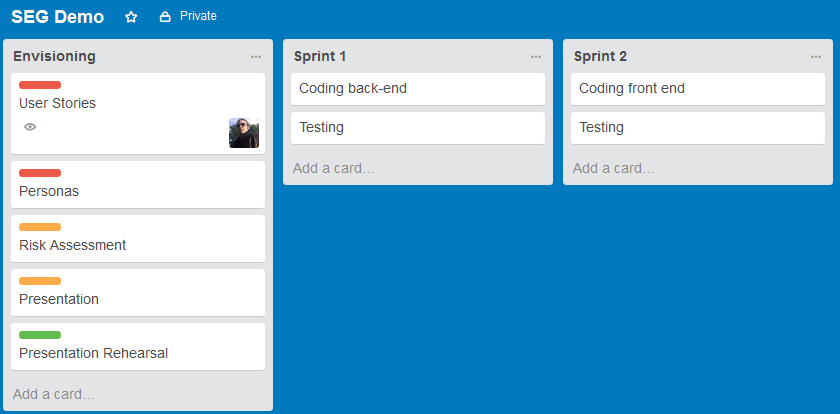 SEG Demo Private
Envisioning
User Stories
Personas
Risk Assessment
Presentation
Presentation Rehearsal
Add a card...
Sprint 1
Coding back-end
Testing
Add a card...
Sprint 2
Coding front end
Testing
Add a card...